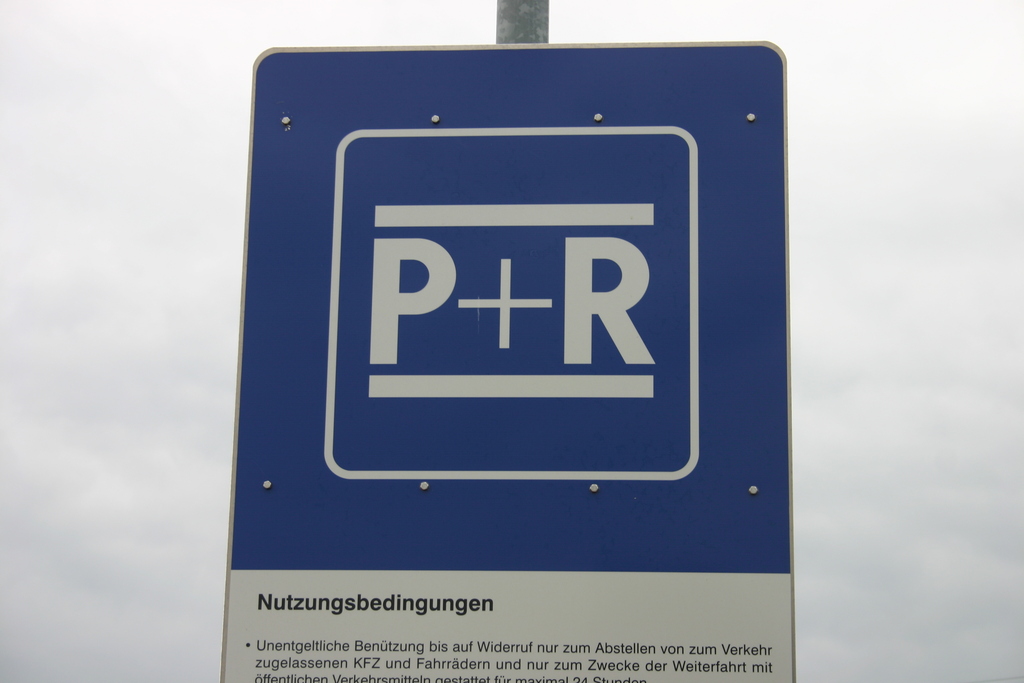 P+R
Nutzungsbedingungen
• Unentgeltliche Benützung bis auf Widerruf nur zum Abstellen von zum Verkehr
zugelassenen KFZ und Fahrrädern und nur zum Zwecke der Weiterfahrt mit
öffentlichen Verkehrsmitteln gestattet für maximal 24 Stunden